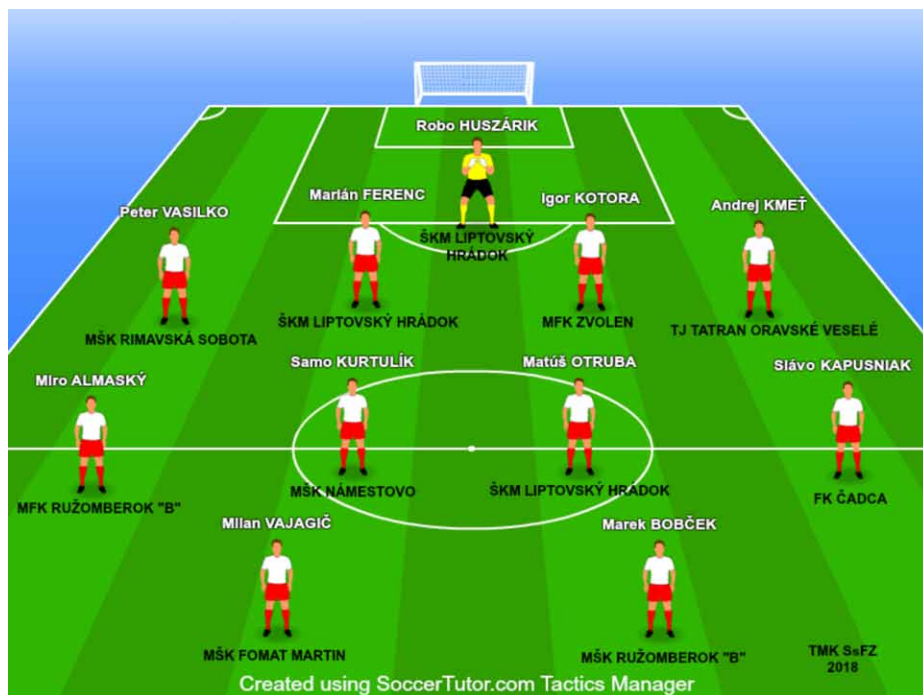 Robo HUSZÁRIK
ŠKM LIPTOVSKÝ
HRÁDOK
Peter VASILKO
MŠK RIMAVSKÁ SOBOTA
Marián FERENC
ŠKM LIPTOVSKÝ HRÁDOK
Igor KOTORA
MFK ZVOLEN
Andrej KMEŤ
TJ TATRAN ORAVSKÉ VESELÉ
Miro ALMASKÝ
MFK RUŽOMBEROK "B"
Samo KURTULÍK
MŠK NÁMESTOVO
Matúš OTRUBA
ŠKM LIPTOVSKÝ HRÁDOK
Slávo KAPUSNIAK
FK ČADCA
Milan VAJAGIČ
MŠK FOMAT MARTIN
Marek BOBČEK
MŠK RUŽOMBEROK "B"
TMK SsFZ
2018
Created using SoccerTutor.com Tactics Manager